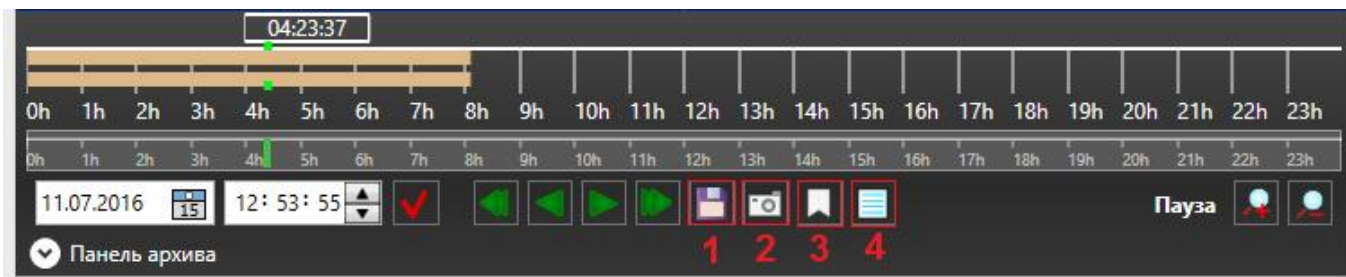 04:23:37
0h 1h 2h 3h 4h 5h 6h 7h 8h 9h 10h 11h 12h 13h 14h 15h 16h 17h 18h 19h 20h 21h 22h 23h
0h 1h 2h 3h 4h 5h 6h 7h 8h 9h 10h 11h 12h 13h 14h 15h 16h 17h 18h 19h 20h 21h 22h 23h
11.07.2016 15 12: 53: 55 Пауза
1 2 3 4
Панель архива